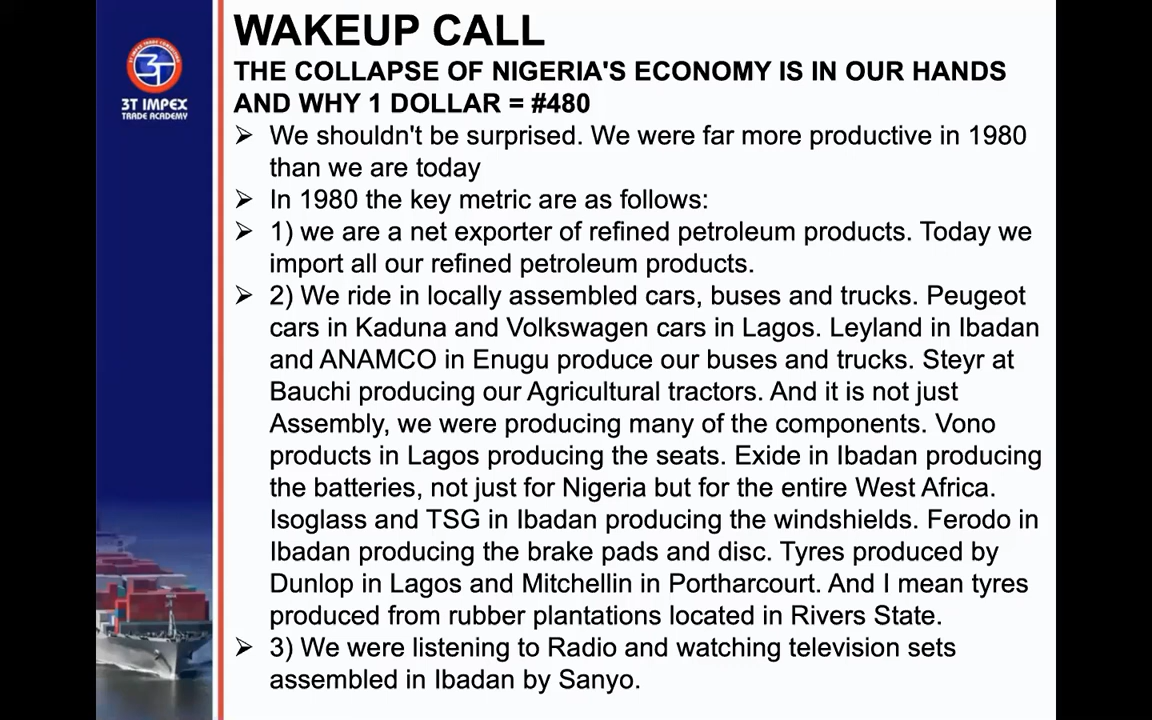 WAKEUP CALL
THE COLLAPSE OF NIGERIA'S ECONOMY IS IN OUR HANDS
AND WHY 1 DOLLAR = #480
3T IMPEX
TRADE ACADEMY
➢ We shouldn't be surprised. We were far more productive in 1980
than we are today
➢ In 1980 the key metric are as follows:
➢ 1) we are a net exporter of refined petroleum products. Today we
import all our refined petroleum products.
➢ 2) We ride in locally assembled cars, buses and trucks. Peugeot
cars in Kaduna and Volkswagen cars in Lagos. Leyland in Ibadan
and ANAMCO in Enugu produce our buses and trucks. Steyr at
Bauchi producing our Agricultural tractors. And it is not just
Assembly, we were producing many of the components. Vono
products in Lagos producing the seats. Exide in Ibadan producing
the batteries, not just for Nigeria but for the entire West Africa.
Isoglass and TSG in Ibadan producing the windshields. Ferodo in
Ibadan producing the brake pads and disc. Tyres produced by
Dunlop in Lagos and Mitchellin in Portharcourt. And I mean tyres
produced from rubber plantations located in Rivers State.
➢ 3) We were listening to Radio and watching television sets
assembled in Ibadan by Sanyo.